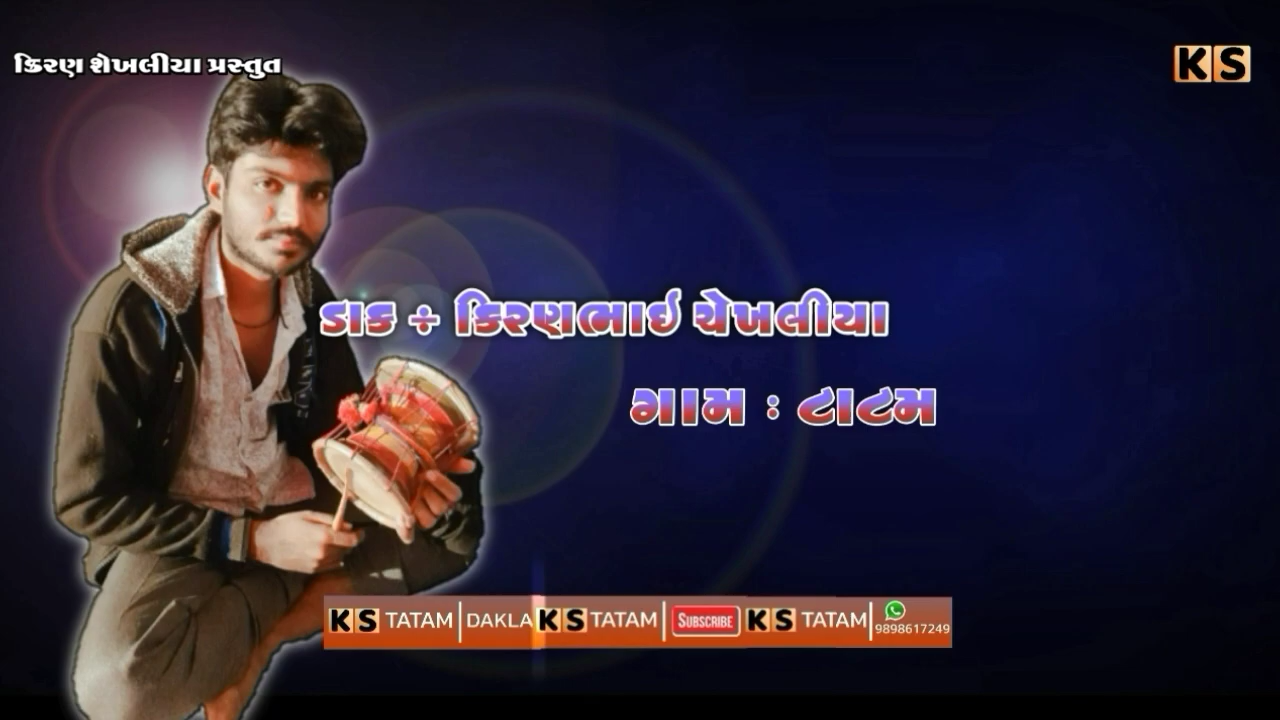 કિરણ શેખલીયા પ્રસ્તુત
KS
ડાક ÷ કિરણભાઇ ચેખલીયા
ગામ : ટાટમ
KS TATAM | DAKLA KS TATAM | SUBSCRIBE KS TATAM | 9898617249